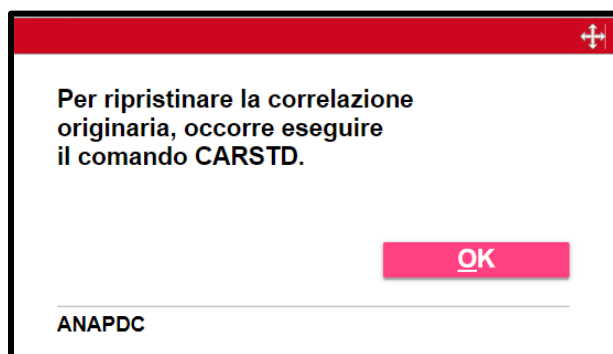 Per ripristinare la correlazione
originaria, occorre eseguire
il comando CARSTD.
OK
ANAPDC